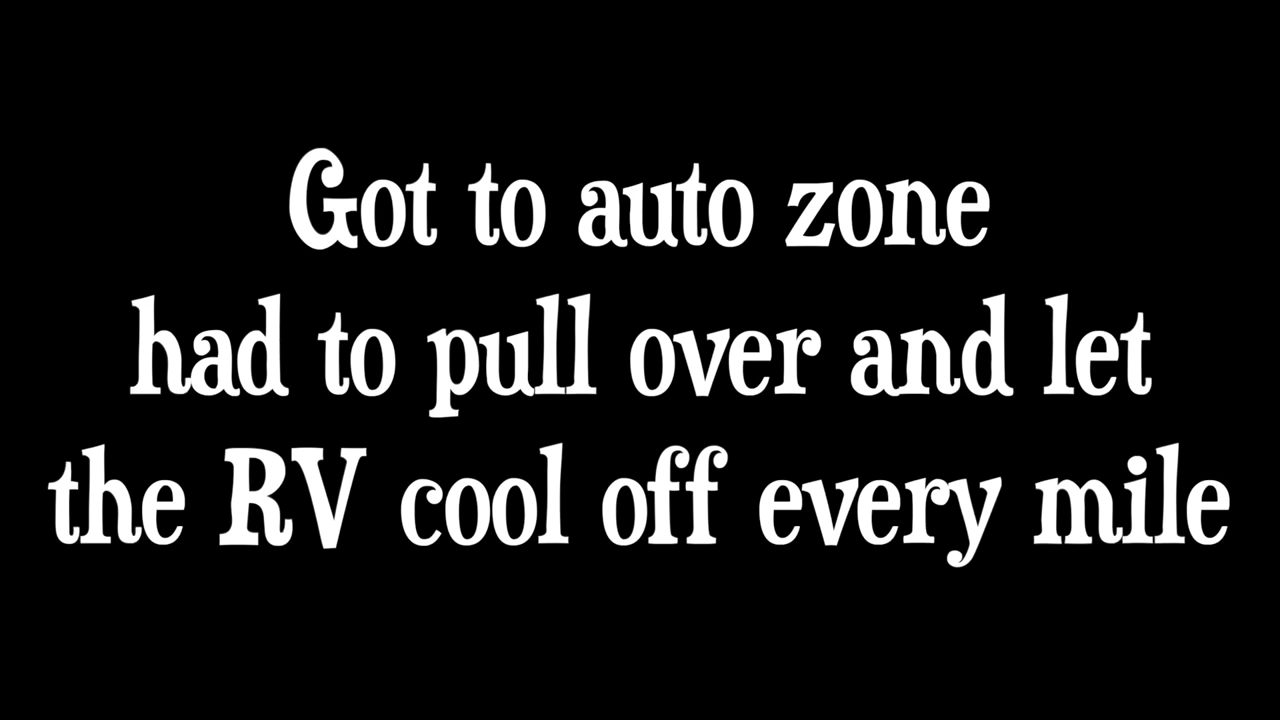 Got to auto zone
had to pull over and let
the RV cool off every mile